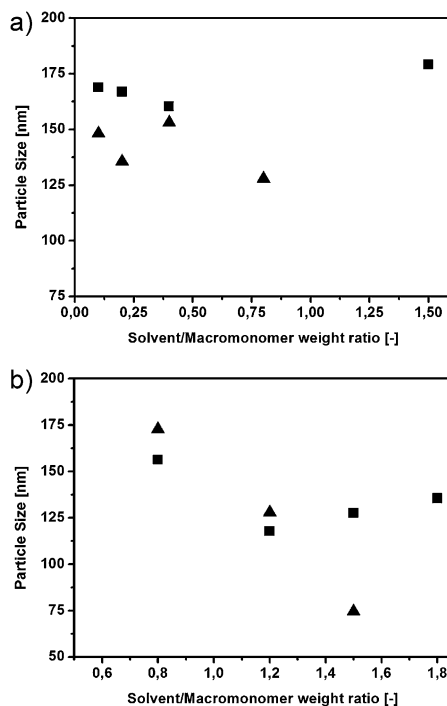 a)
200
175
150
125
100
75
Particle Size [nm]
0,00 0,25 0,50 0,75 1,00 1,25 1,50
Solvent/Macromonomer weight ratio [-]
b)
200
175
150
125
100
75
50
Particle Size [nm]
0,6 0,8 1,0 1,2 1,4 1,6 1,8
Solvent/Macromonomer weight ratio [-]